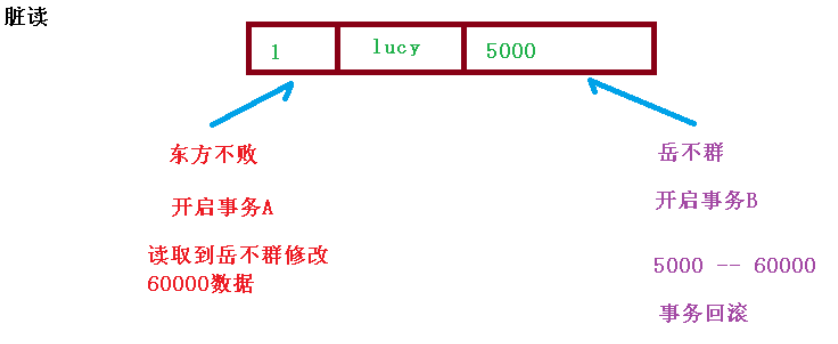 脏读
1 lucy 5000
东方不败
岳不群
开启事务A
开启事务B
读取到岳不群修改
60000数据
5000 -- 60000
事务回滚